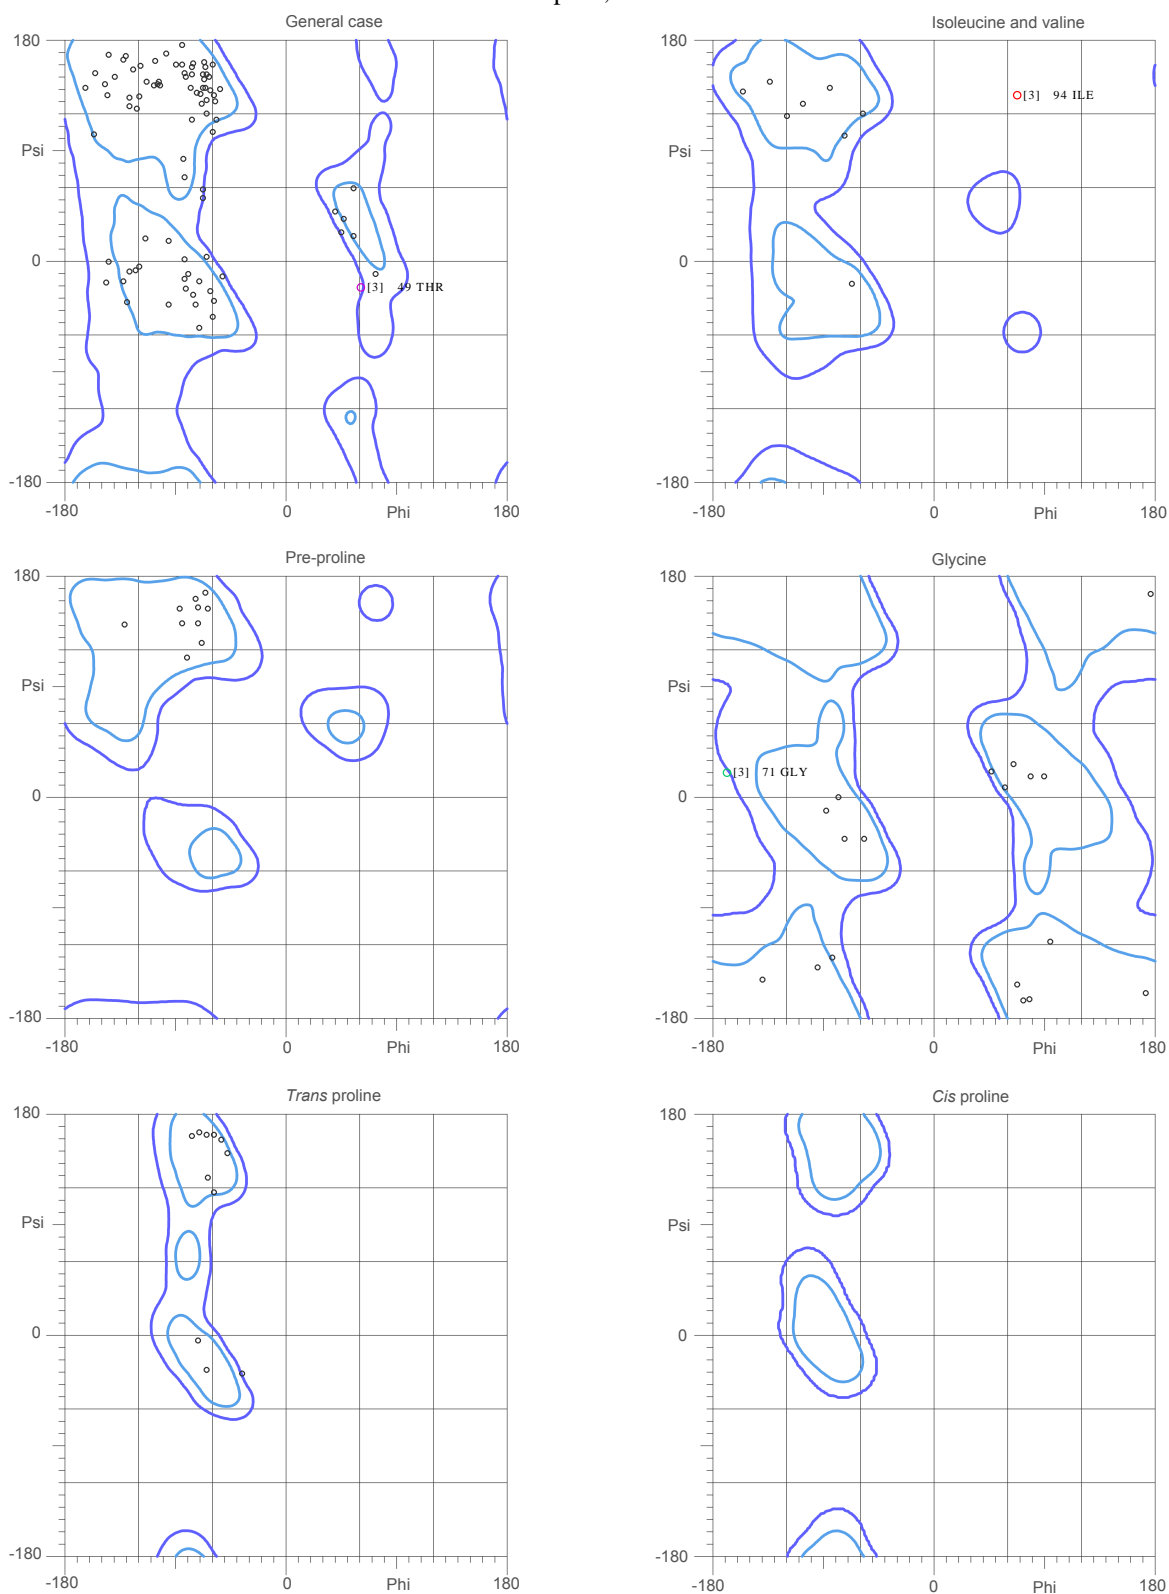 General case
180
Psi
0
-180
-180
0
Phi
180
[3] 49 THR
Isoleucine and valine
180
Psi
0
-180
-180
0
Phi
180
[3] 94 ILE
Pre-proline
180
Psi
0
-180
-180
0
Phi
180
Glycine
180
Psi
0
-180
-180
0
Phi
180
[3] 71 GLY
Trans proline
180
Psi
0
-180
-180
0
Phi
180
Cis proline
180
Psi
0
-180
-180
0
Phi
180